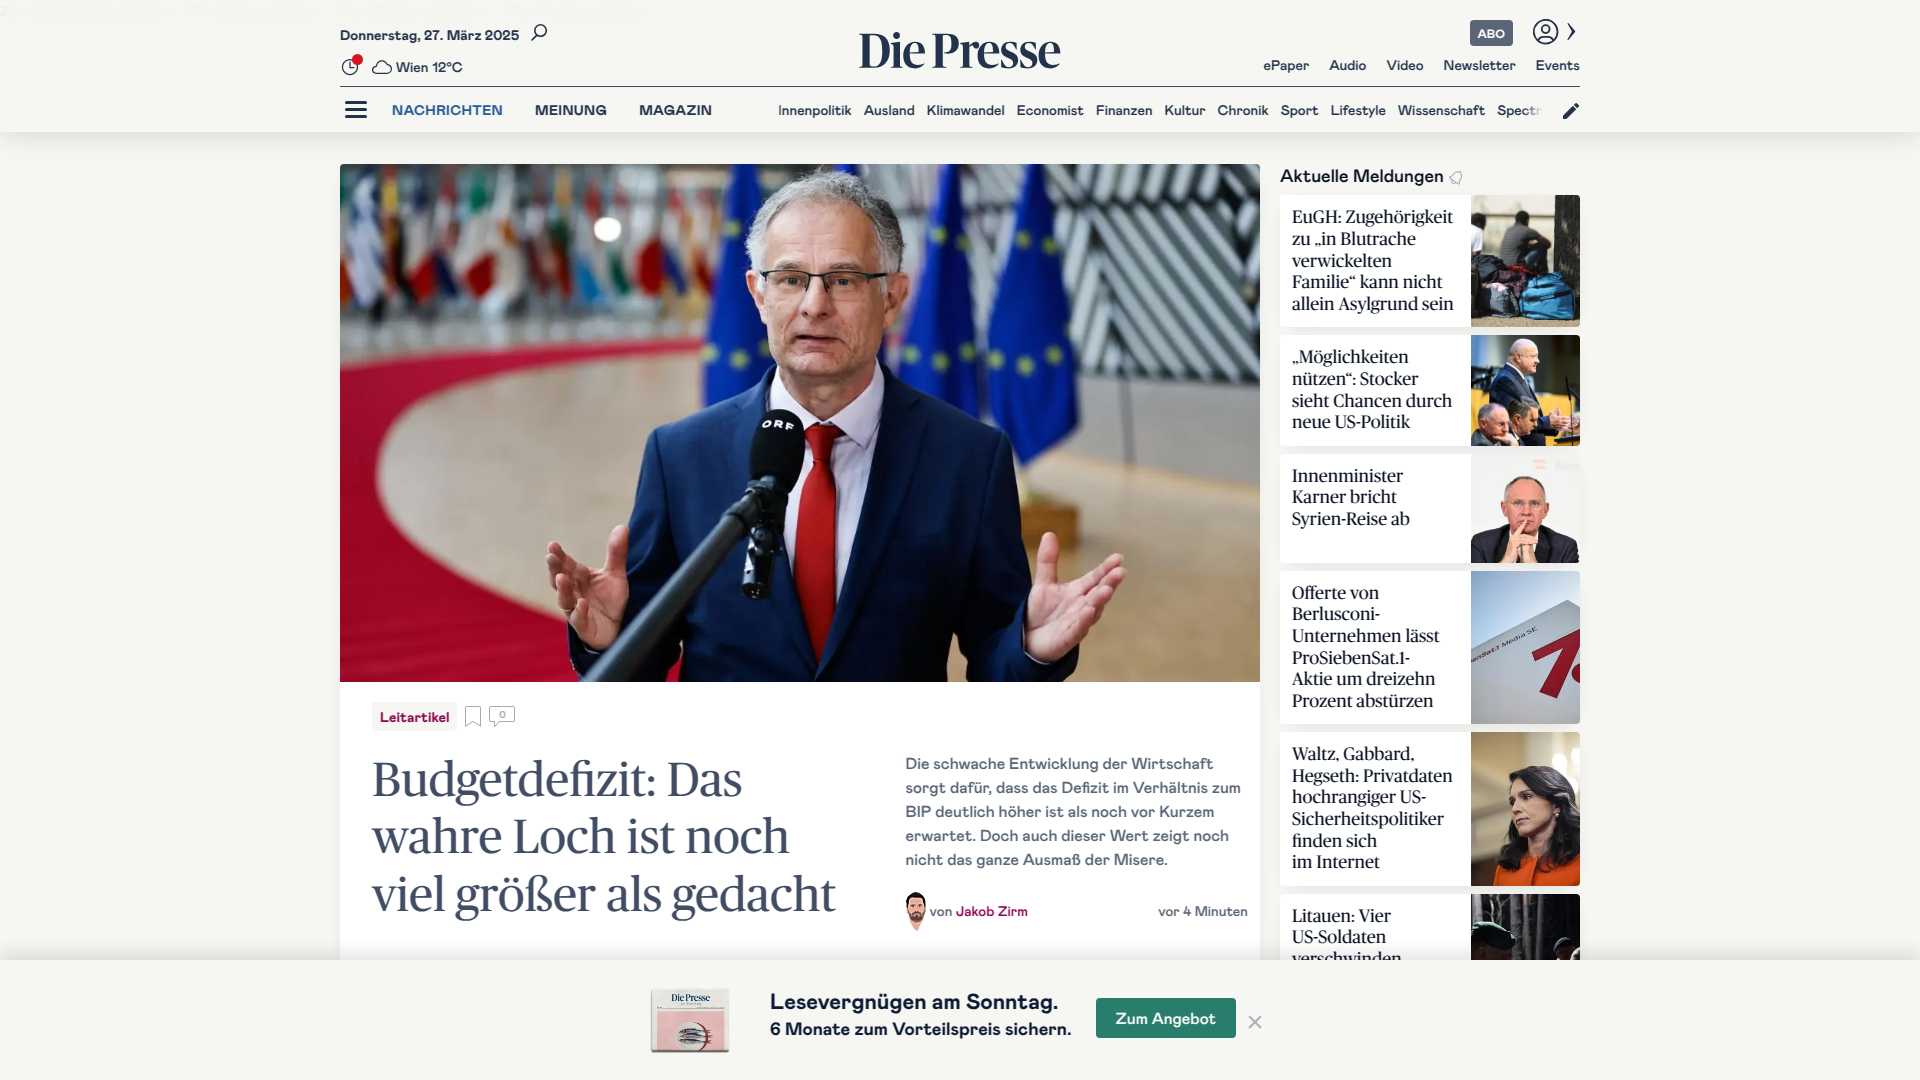 Donnerstag, 27. März 2025
Wien 12°C
Die Presse
ABO
ePaper Audio Video Newsletter Events
NACHRICHTEN MEINUNG MAGAZIN
Innenpolitik Ausland Klimawandel Economist Finanzen Kultur Chronik Sport Lifestyle Wissenschaft
ORF
Leitartikel
0
Budgetdefizit: Das
wahre Loch ist noch
viel größer als gedacht
Die schwache Entwicklung der Wirtschaft
sorgt dafür, dass das Defizit im Verhältnis zum
BIP deutlich höher ist als noch vor Kurzem
erwartet. Doch auch dieser Wert zeigt noch
nicht das ganze Ausmaß der Misere.
von Jakob Zirm
vor 4 Minuten
Aktuelle Meldungen
EuGH: Zugehörigkeit
zu „in Blutrache
verwickelten
Familie“ kann nicht
allein Asylgrund sein
„Möglichkeiten
nützen“: Stocker
sieht Chancen durch
neue US-Politik
Innenminister
Karner bricht
Syrien-Reise ab
Offerte von
Berlusconi-
Unternehmen lässt
ProSiebenSat.1-
Aktie um dreizehn
Prozent abstürzen
Waltz, Gabbard,
Hegseth: Privatdaten
hochrangiger US-
Sicherheitspolitiker
finden sich
im Internet
Litauen: Vier
US-Soldaten
verschwinden
Die Presse
Lesevergnügen am Sonntag.
6 Monate zum Vorteilspreis sichern.
Zum Angebot